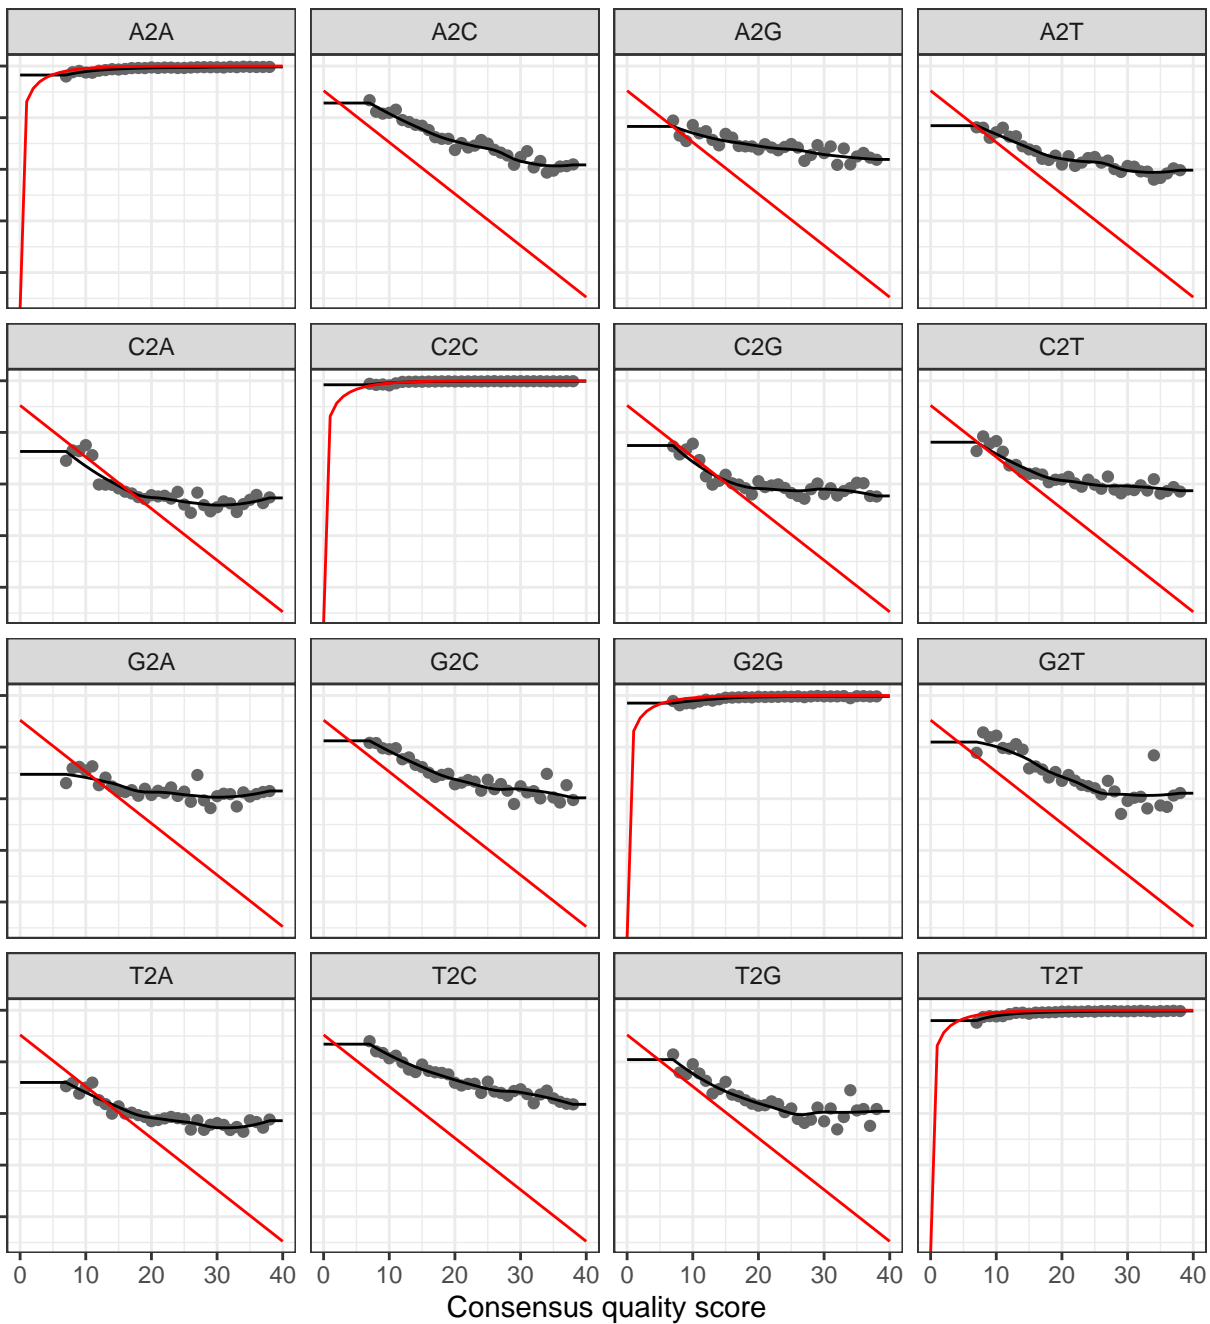 A2A A2C A2G A2T
C2A C2C C2G C2T
G2A G2C G2G G2T
T2A T2C T2G T2T
0 10 20 30 40 0 10 20 30 40 0 10 20 30 40 0 10 20 30 40
Consensus quality score